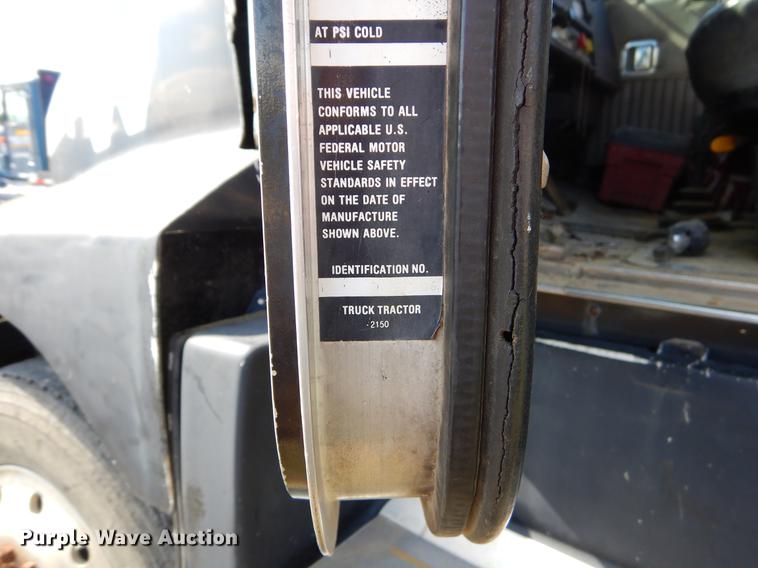 AT PSI COLD
THIS VEHICLE
CONFORMS TO ALL
APPLICABLE U.S.
FEDERAL MOTOR
VEHICLE SAFETY
STANDARDS IN EFFECT
ON THE DATE OF
MANUFACTURE
SHOWN ABOVE.
IDENTIFICATION NO.
TRUCK TRACTOR
-2150
Purple Wave Auction